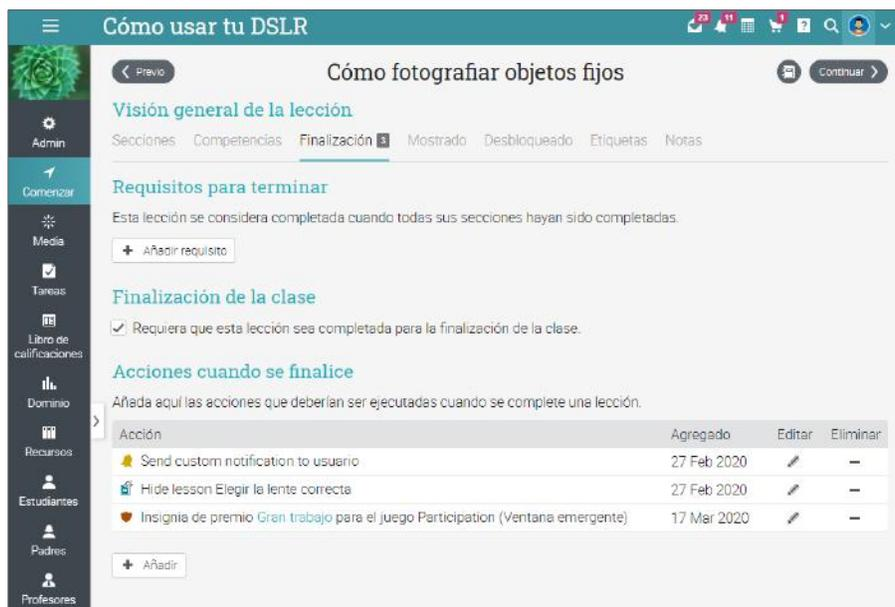 Cómo usar tu DSLR
23
11
1
Previo
Cómo fotografiar objetos fijos
Continuar
Visión general de la lección
Secciones Competencias Finalización 3 Mostrado Desbloqueado Etiquetas Notas
Requisitos para terminar
Esta lección se considera completada cuando todas sus secciones hayan sido completadas.
+ Añadir requisito
Finalización de la clase
Requiera que esta lección sea completada para la finalización de la clase.
Acciones cuando se finalice
Añada aquí las acciones que deberían ser ejecutadas cuando se complete una lección.
Acción Agregado Editar Eliminar
Send custom notification to usuario 27 Feb 2020
Hide lesson Elegir la lente correcta 27 Feb 2020
Insignia de premio Gran trabajo para el juego Participation (Ventana emergente) 17 Mar 2020
+ Añadir
Admin
Comenzar
Media
Tareas
Libro de
calificaciones
Dominio
Recursos
Estudiantes
Padres
Profesores